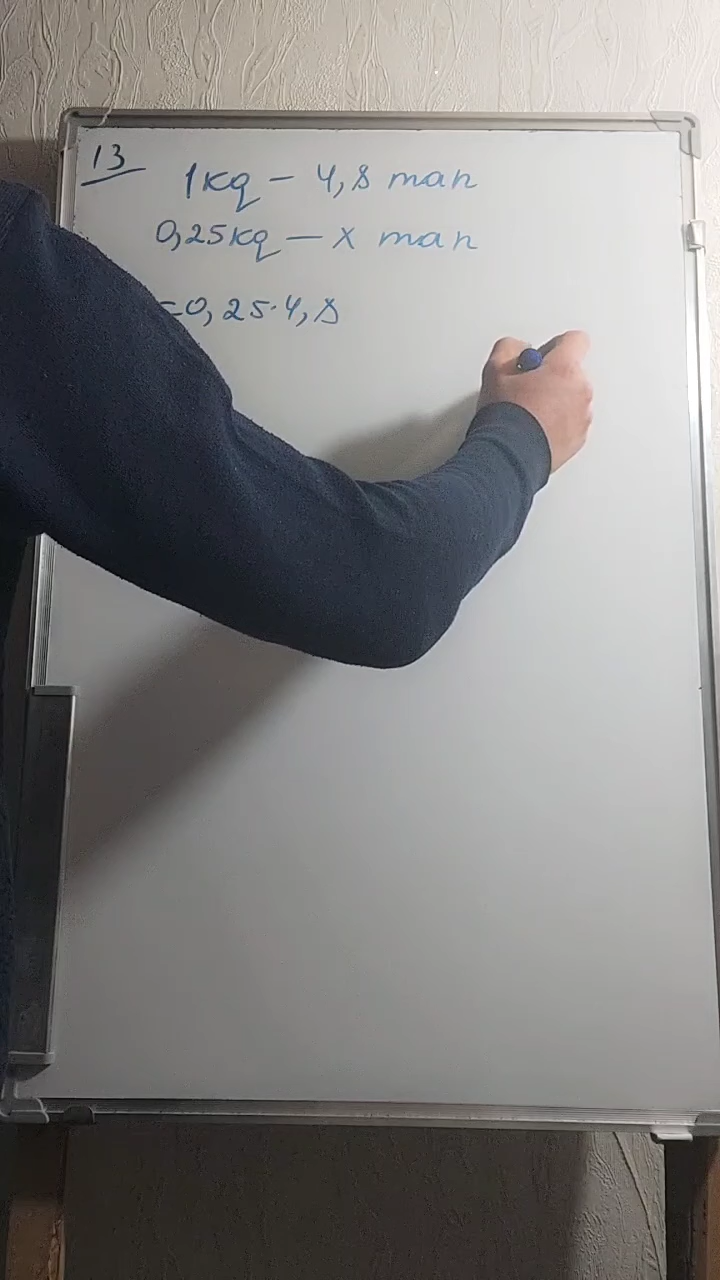 13
1kq - 4,8 man
0,25kq - x man
=0,25·4,8